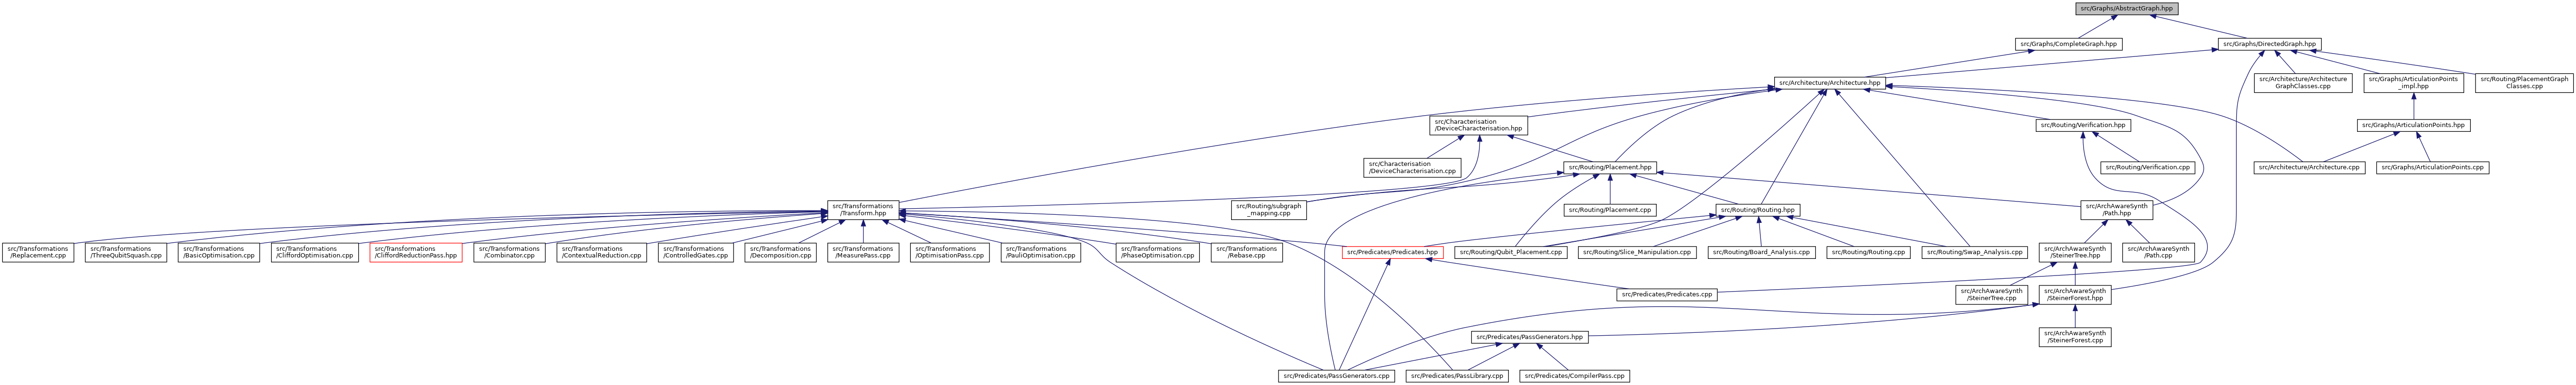 src/Graphs/AbstractGraph.hpp
src/Graphs/CompleteGraph.hpp
src/Graphs/DirectedGraph.hpp
src/Architecture/Architecture.hpp
src/Architecture/Architecture
GraphClasses.cpp
src/Graphs/ArticulationPoints
_impl.hpp
src/Routing/PlacementGraph
Classes.cpp
src/Characterisation
/DeviceCharacterisation.hpp
src/Routing/Verification.hpp
src/Graphs/ArticulationPoints.hpp
src/Characterisation
/DeviceCharacterisation.cpp
src/Routing/Placement.hpp
src/Routing/Verification.cpp
src/Architecture/Architecture.cpp
src/Graphs/ArticulationPoints.cpp
src/Transformations
/Transform.hpp
src/Routing/subgraph
_mapping.cpp
src/Routing/Placement.cpp
src/Routing/Routing.hpp
src/ArchAwareSynth
/Path.hpp
src/Transformations
/Replacement.cpp
src/Transformations
/ThreeQubitSquash.cpp
src/Transformations
/BasicOptimisation.cpp
src/Transformations
/CliffordOptimisation.cpp
src/Transformations
/CliffordReductionPass.hpp
src/Transformations
/Combinator.cpp
src/Transformations
/ContextualReduction.cpp
src/Transformations
/ControlledGates.cpp
src/Transformations
/Decomposition.cpp
src/Transformations
/MeasurePass.cpp
src/Transformations
/OptimisationPass.cpp
src/Transformations
/PauliOptimisation.cpp
src/Transformations
/PhaseOptimisation.cpp
src/Transformations
/Rebase.cpp
src/Predicates/Predicates.hpp
src/Routing/Qubit_Placement.cpp
src/Routing/Slice_Manipulation.cpp
src/Routing/Board_Analysis.cpp
src/Routing/Routing.cpp
src/Routing/Swap_Analysis.cpp
src/ArchAwareSynth
/SteinerTree.hpp
src/ArchAwareSynth
/Path.cpp
src/Predicates/Predicates.cpp
src/ArchAwareSynth
/SteinerTree.cpp
src/ArchAwareSynth
/SteinerForest.hpp
src/Predicates/PassGenerators.hpp
src/ArchAwareSynth
/SteinerForest.cpp
src/Predicates/PassGenerators.cpp
src/Predicates/PassLibrary.cpp
src/Predicates/CompilerPass.cpp